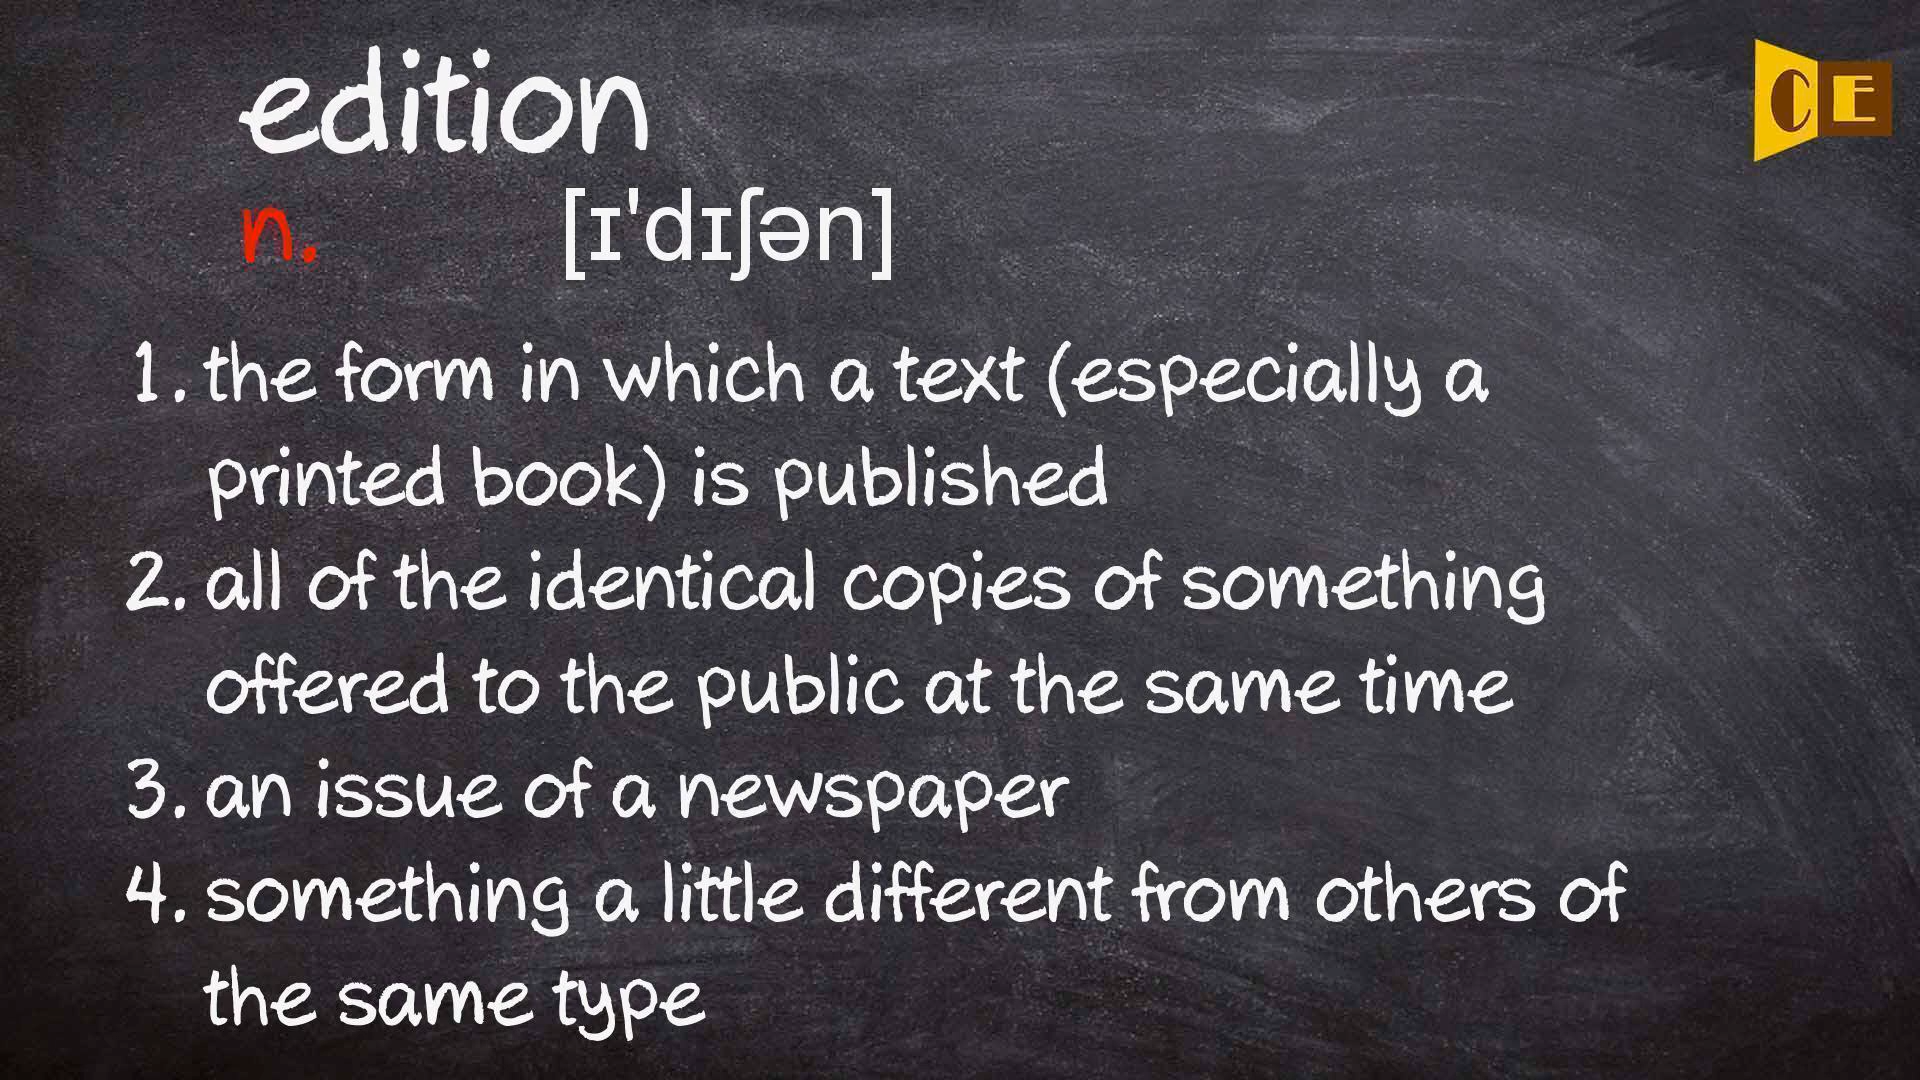 edition
CE
n. [ɪ'dɪʃən]
1. the form in which a text (especially a
printed book) is published
2. all of the identical copies of something
offered to the public at the same time
3. an issue of a newspaper
4. something a little different from others of
the same type